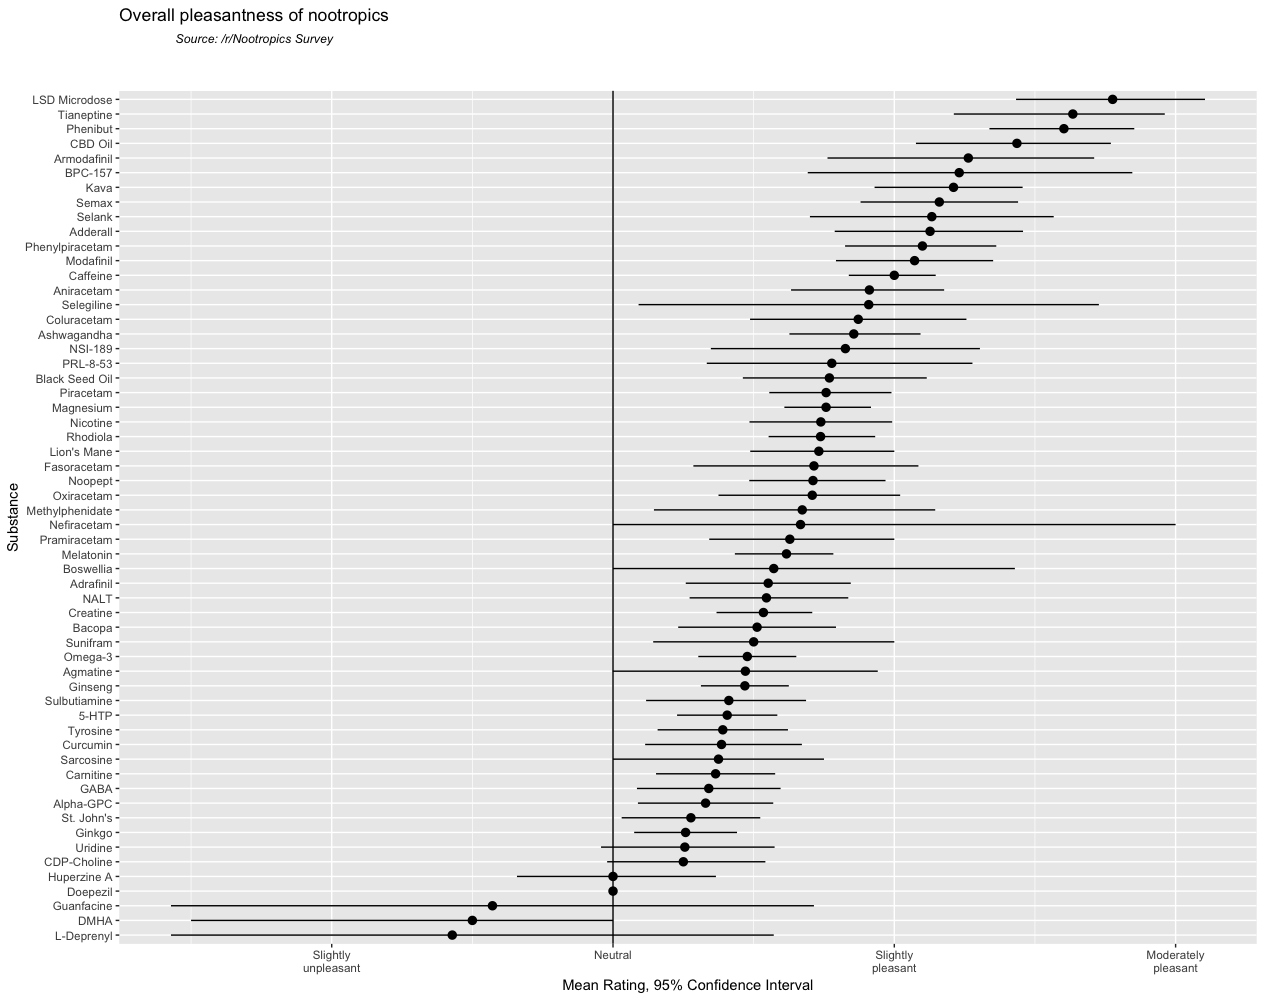 Overall pleasantness of nootropics
Source: /r/Nootropics Survey
Substance
LSD Microdose
Tianeptine
Phenibut
CBD Oil
Armodafinil
BPC-157
Kava
Semax
Selank
Adderall
Phenylpiracetam
Modafinil
Caffeine
Aniracetam
Selegiline
Coluracetam
Ashwagandha
NSI-189
PRL-8-53
Black Seed Oil
Piracetam
Magnesium
Nicotine
Rhodiola
Lion's Mane
Fasoracetam
Noopept
Oxiracetam
Methylphenidate
Nefiracetam
Pramiracetam
Melatonin
Boswellia
Adrafinil
NALT
Creatine
Bacopa
Sunifram
Omega-3
Agmatine
Ginseng
Sulbutiamine
5-HTP
Tyrosine
Curcumin
Sarcosine
Carnitine
GABA
Alpha-GPC
St. John's
Ginkgo
Uridine
CDP-Choline
Huperzine A
Doepezil
Guanfacine
DMHA
L-Deprenyl
Slightly
unpleasant
Neutral
Slightly
pleasant
Moderately
pleasant
Mean Rating, 95% Confidence Interval